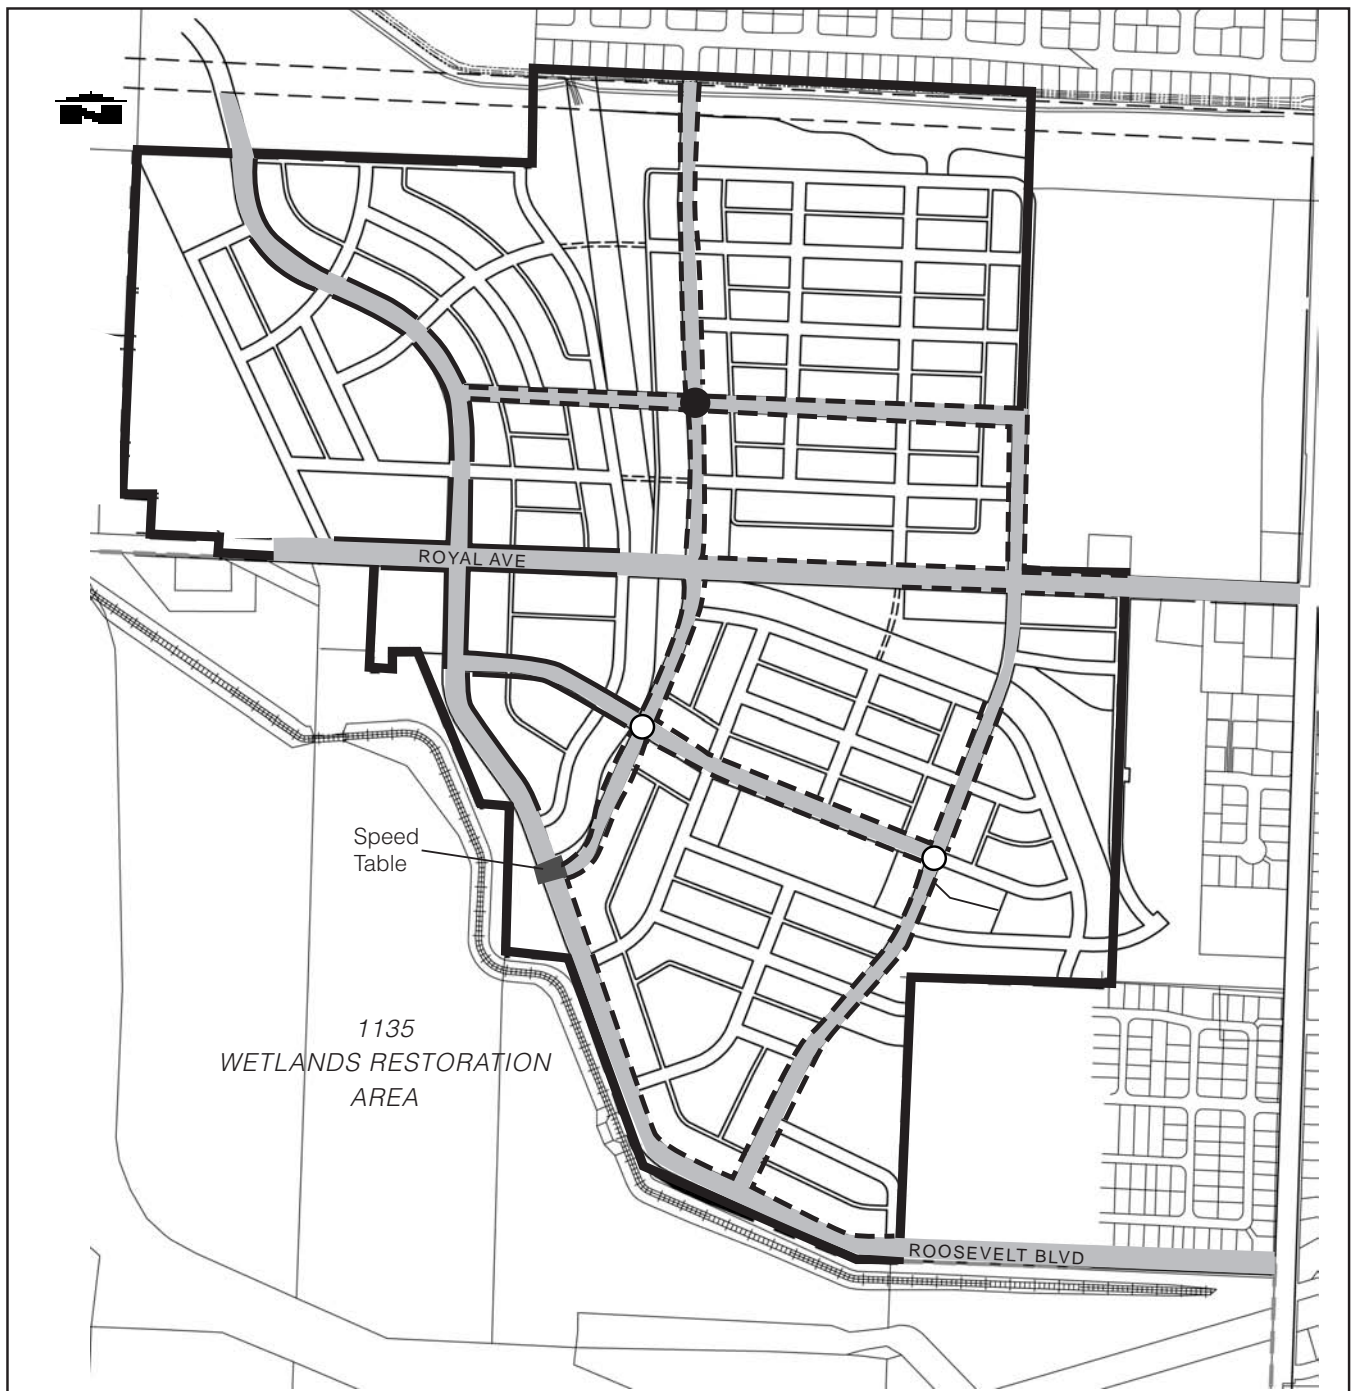 ROYAL AVE
Speed
Table
1135
WETLANDS RESTORATION
AREA
ROOSEVELT BLVD